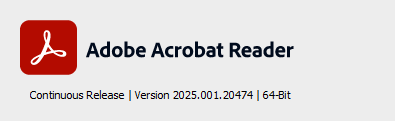 Adobe Acrobat Reader
Continuous Release | Version 2025.001.20474 | 64-Bit